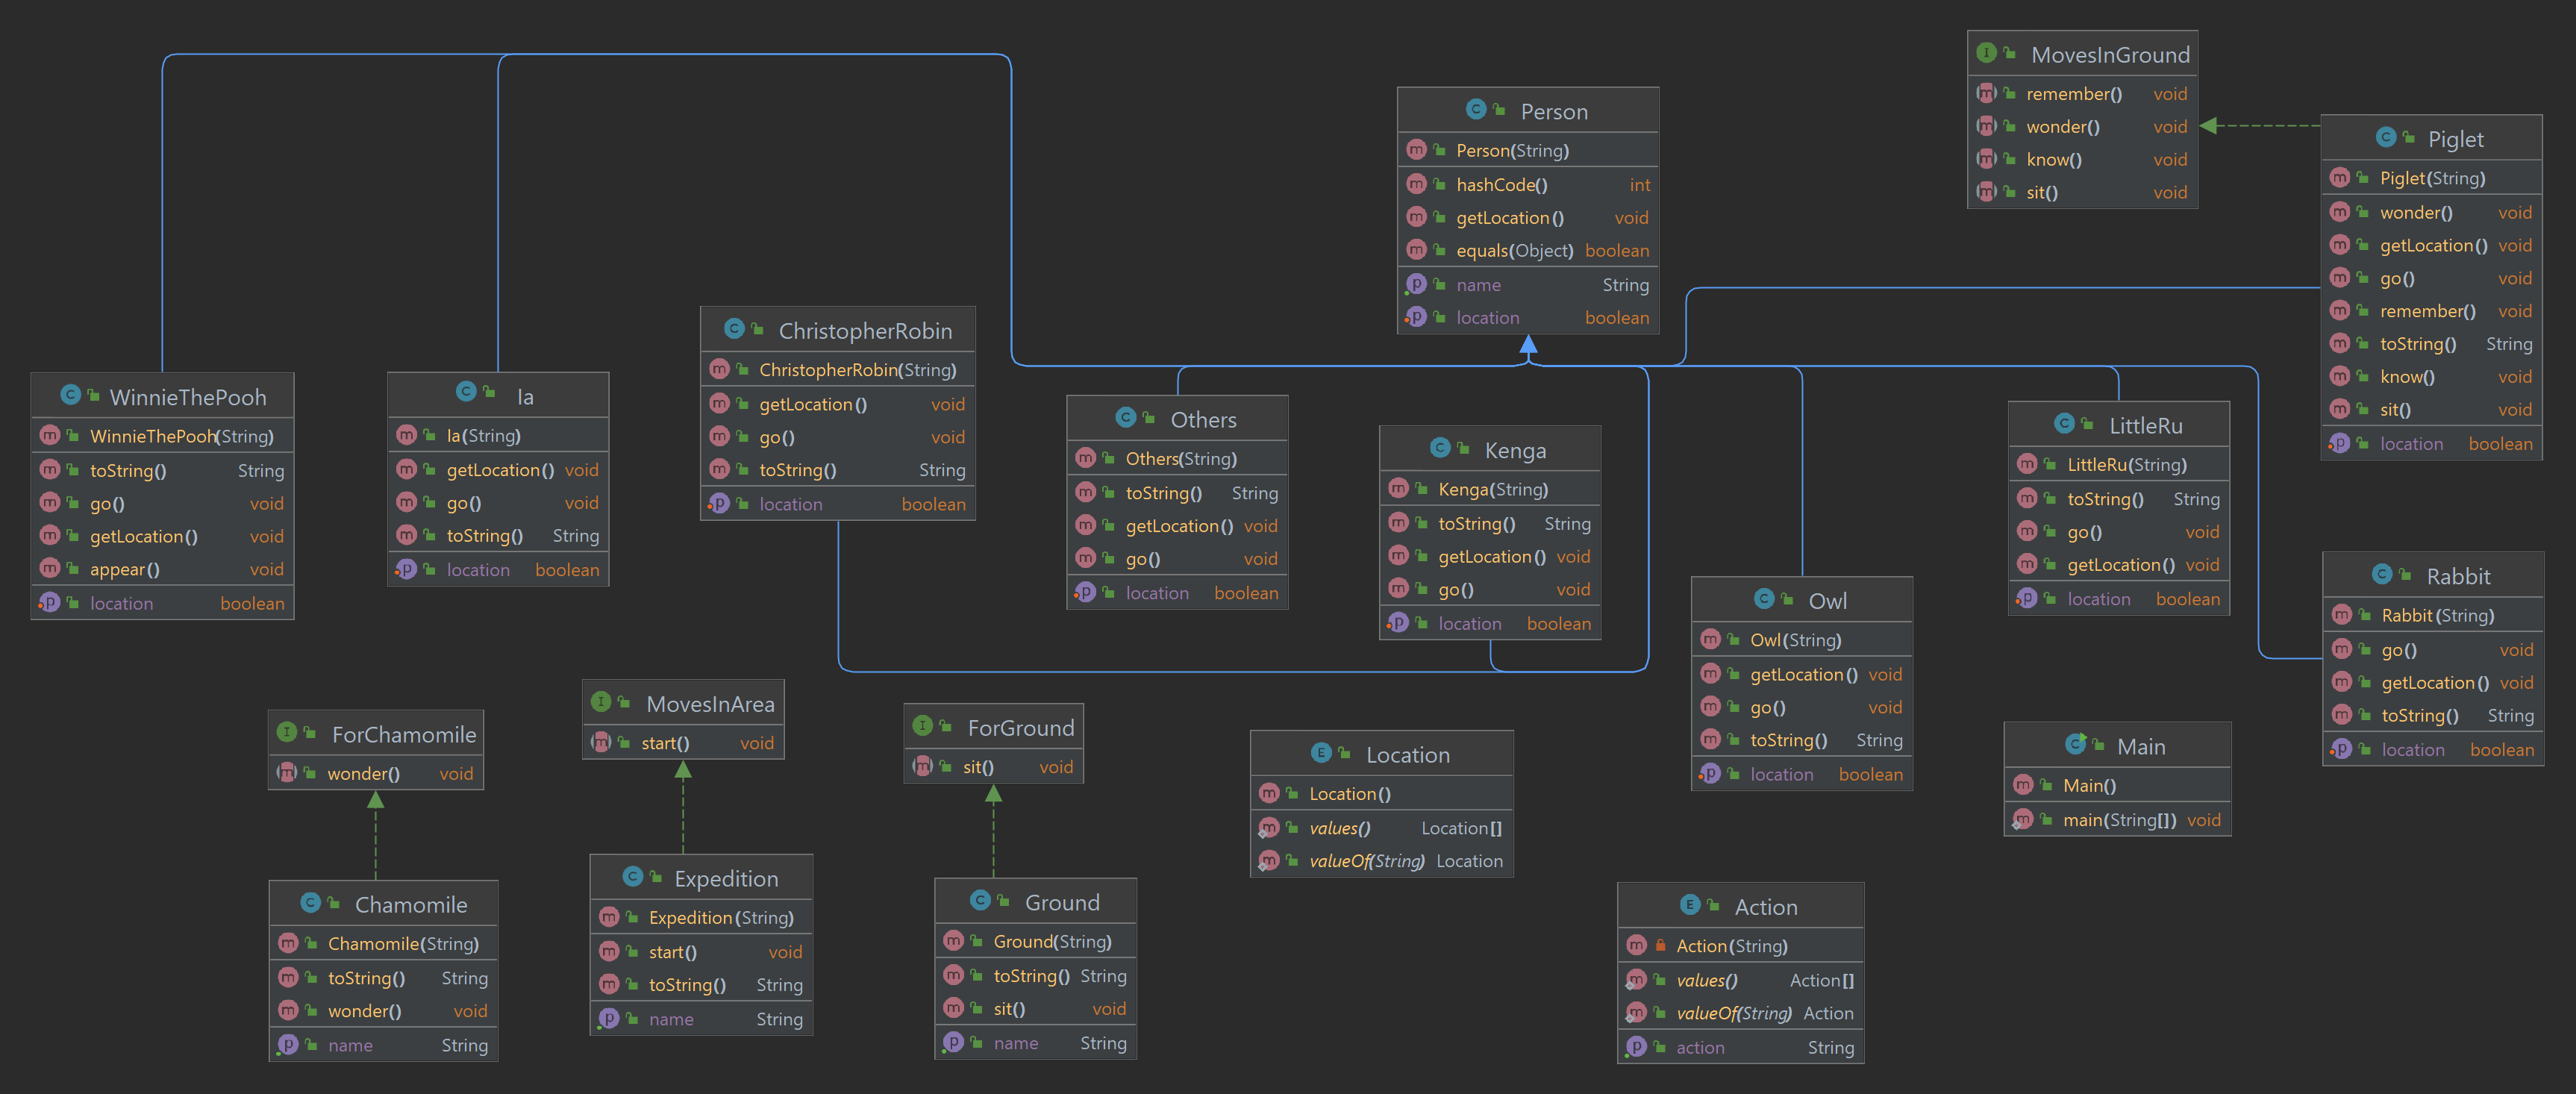 MovesInGround
remember() void
wonder() void
know() void
sit() void
Person
Person(String)
hashCode() int
getLocation() void
equals(Object) boolean
name String
location boolean
Piglet
Piglet(String)
wonder() void
getLocation() void
go() void
remember() void
toString() String
know() void
sit() void
location boolean
WinnieThePooh
WinnieThePooh(String)
toString() String
go() void
getLocation() void
appear() void
location boolean
Ia
Ia(String)
getLocation() void
go() void
toString() String
location boolean
ChristopherRobin
ChristopherRobin(String)
getLocation() void
go() void
toString() String
location boolean
Others
Others(String)
toString() String
getLocation() void
go() void
location boolean
Kenga
Kenga(String)
toString() String
getLocation() void
go() void
location boolean
Owl
Owl(String)
getLocation() void
go() void
toString() String
location boolean
LittleRu
LittleRu(String)
toString() String
go() void
getLocation() void
location boolean
Rabbit
Rabbit(String)
go() void
getLocation() void
toString() String
location boolean
ForChamomile
wonder() void
MovesInArea
start() void
ForGround
sit() void
Location
Location()
values() Location[]
valueOf(String) Location
Main
Main()
main(String[]) void
Chamomile
Chamomile(String)
toString() String
wonder() void
name String
Expedition
Expedition(String)
start() void
toString() String
name String
Ground
Ground(String)
toString() String
sit() void
name String
Action
Action(String)
values() Action[]
valueOf(String) Action
action String